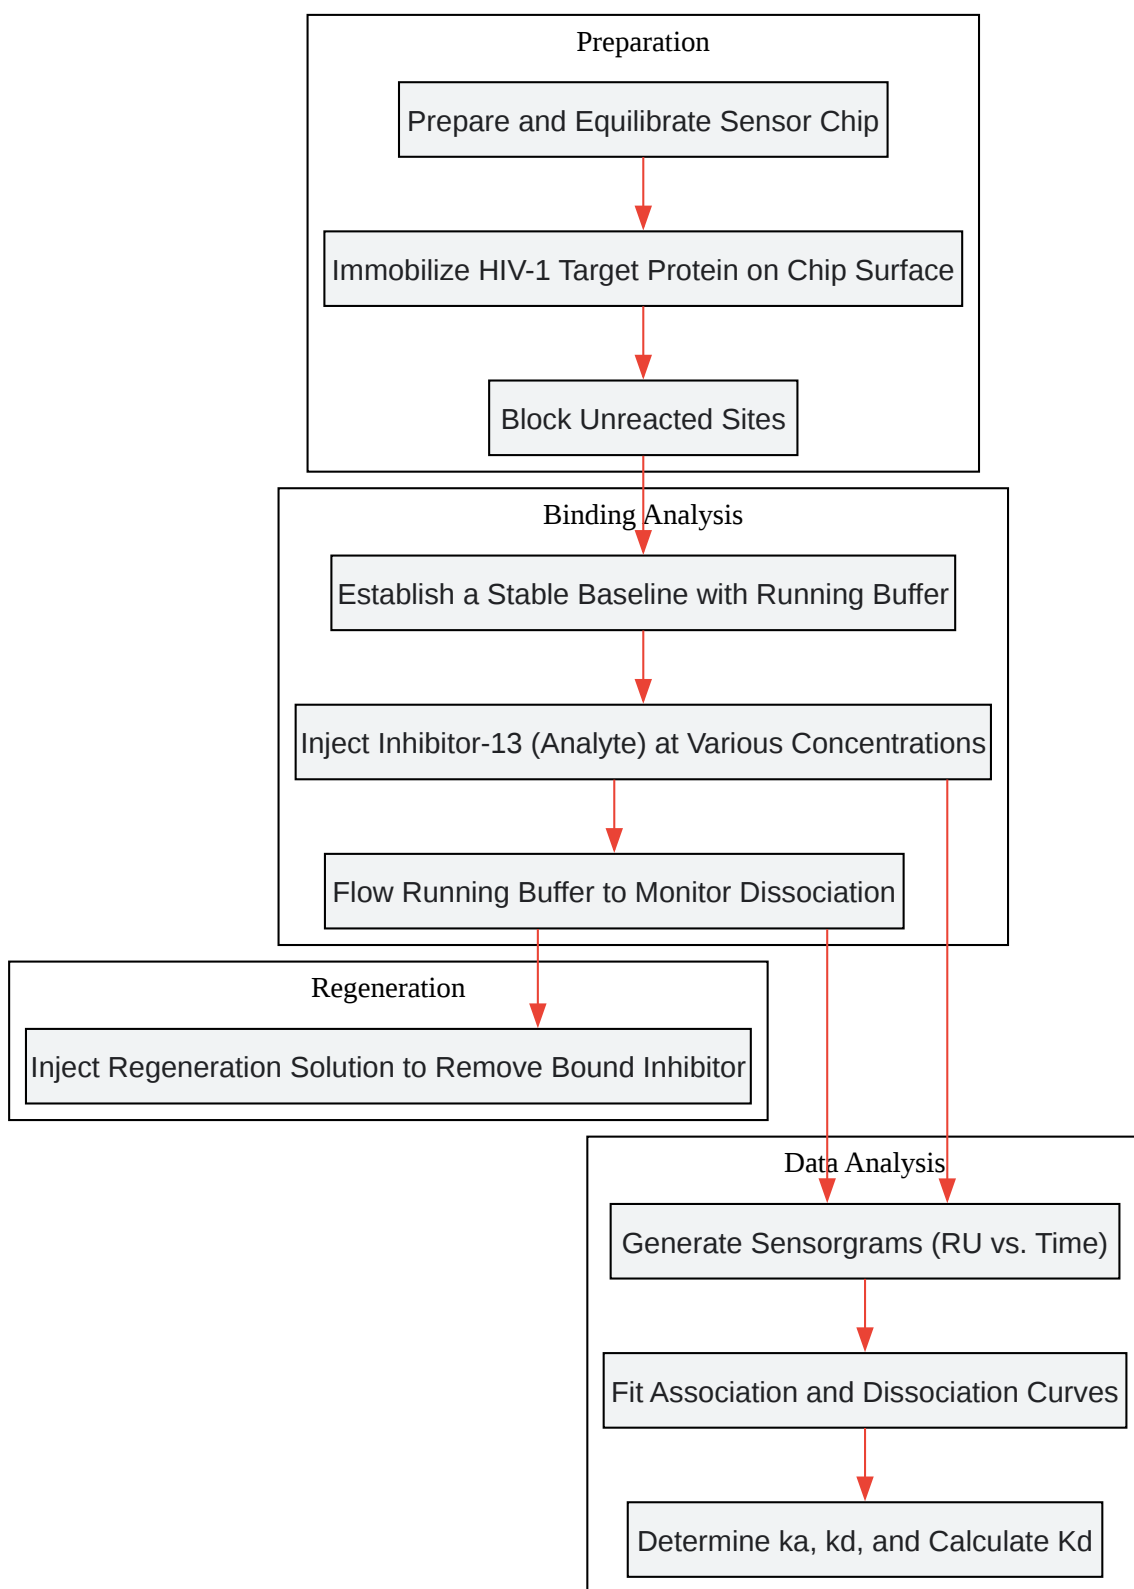 Preparation
Prepare and Equilibrate Sensor Chip
Immobilize HIV-1 Target Protein on Chip Surface
Block Unreacted Sites
Binding Analysis
Establish a Stable Baseline with Running Buffer
Inject Inhibitor-13 (Analyte) at Various Concentrations
Flow Running Buffer to Monitor Dissociation
Regeneration
Inject Regeneration Solution to Remove Bound Inhibitor
Data Analysis
Generate Sensorgrams (RU vs. Time)
Fit Association and Dissociation Curves
Determine ka, kd, and Calculate Kd